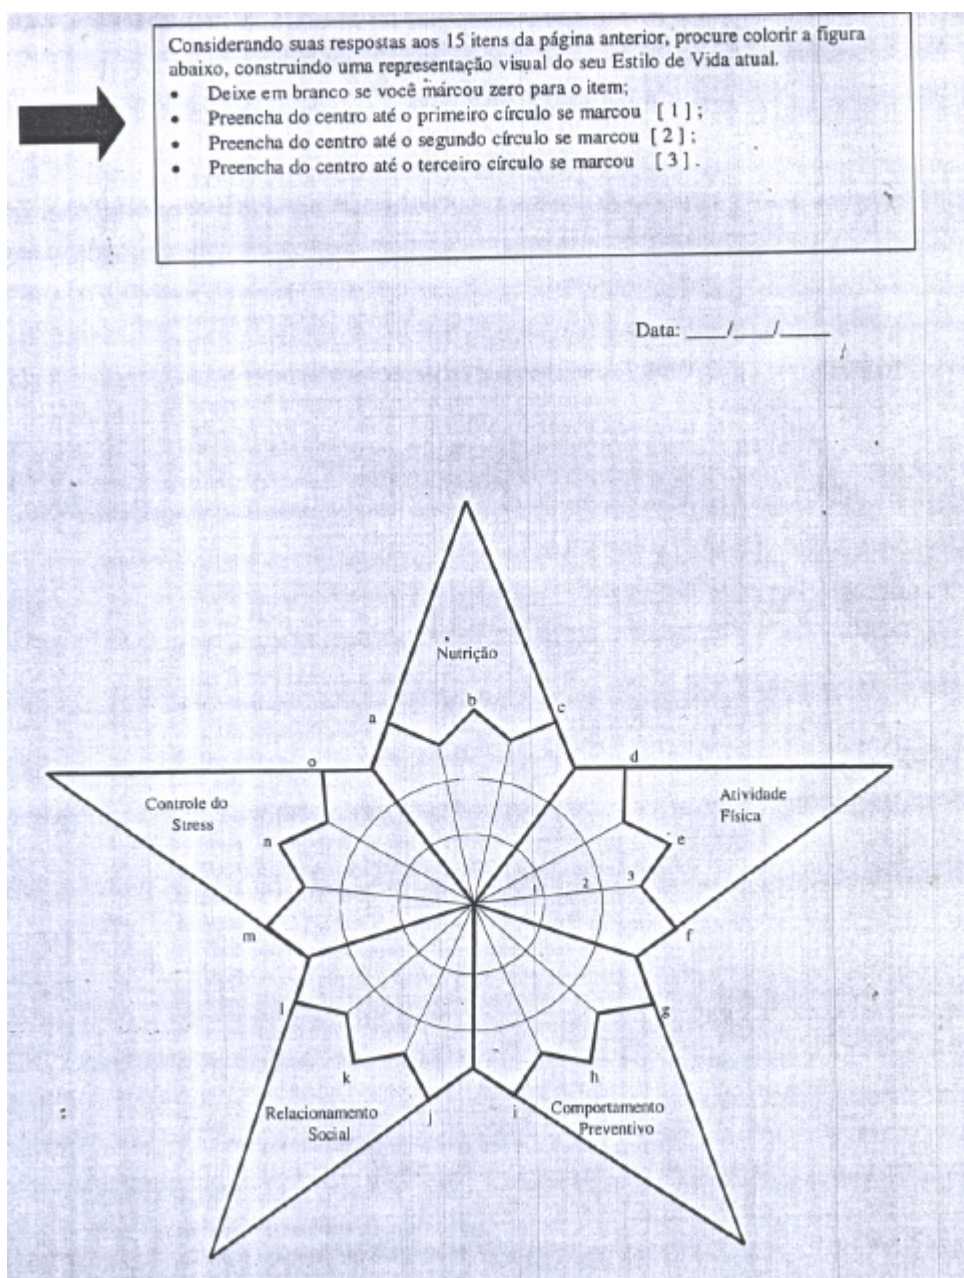 Considerando suas respostas aos 15 itens da página anterior, procure colorir a figura
abaixo, construindo uma representação visual do seu Estilo de Vida atual.
• Deixe em branco se você marcou zero para o item;
• Preencha do centro até o primeiro círculo se marcou [ 1 ] ;
• Preencha do centro até o segundo círculo se marcou [ 2 ] ;
• Preencha do centro até o terceiro círculo se marcou [ 3 ] .
Data: ____/____/_____
Nutrição
a b c
o d
Controle do
Stress
Atividade
Física
n e
1 2 3
m f
l g
k h
Relacionamento
Social
j i
Comportamento
Preventivo